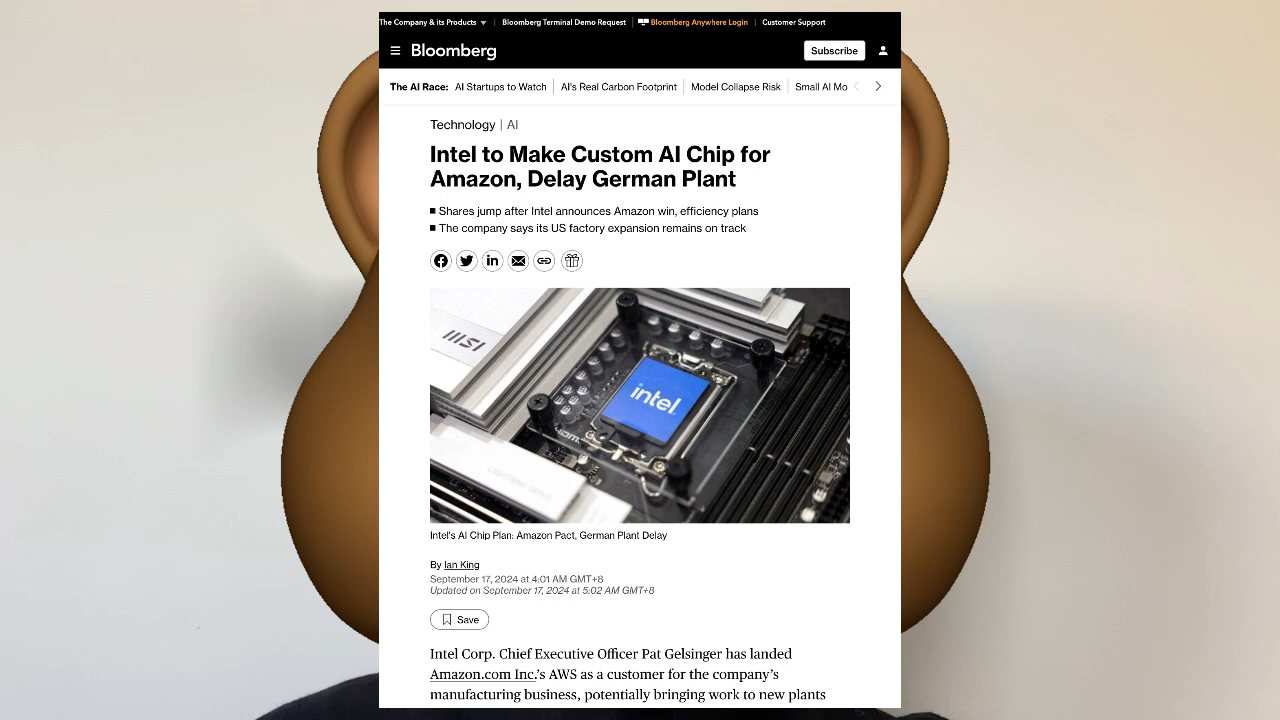 The Company & its Products
Bloomberg Terminal Demo Request
Bloomberg Anywhere Login
Customer Support
Bloomberg
Subscribe
The AI Race: AI Startups to Watch AI's Real Carbon Footprint Model Collapse Risk Small AI Mo
Technology | AI
Intel to Make Custom AI Chip for
Amazon, Delay German Plant
Shares jump after Intel announces Amazon win, efficiency plans
The company says its US factory expansion remains on track
msi
intel.
Intel's AI Chip Plan: Amazon Pact, German Plant Delay
By Ian King
September 17, 2024 at 4:01 AM GMT+8
Updated on September 17, 2024 at 5:02 AM GMT+8
Save
Intel Corp. Chief Executive Officer Pat Gelsinger has landed
Amazon.com Inc.’s AWS as a customer for the company’s
manufacturing business, potentially bringing work to new plants